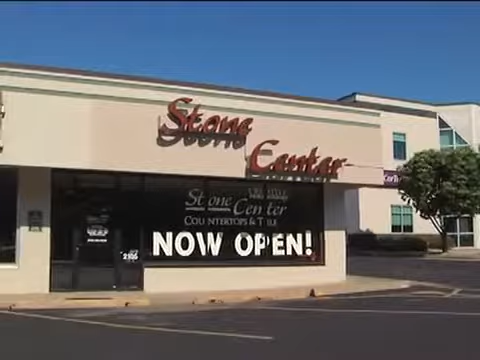 Stone
Center
Stone Center
COUNTERTOPS & TILE
NOW OPEN!